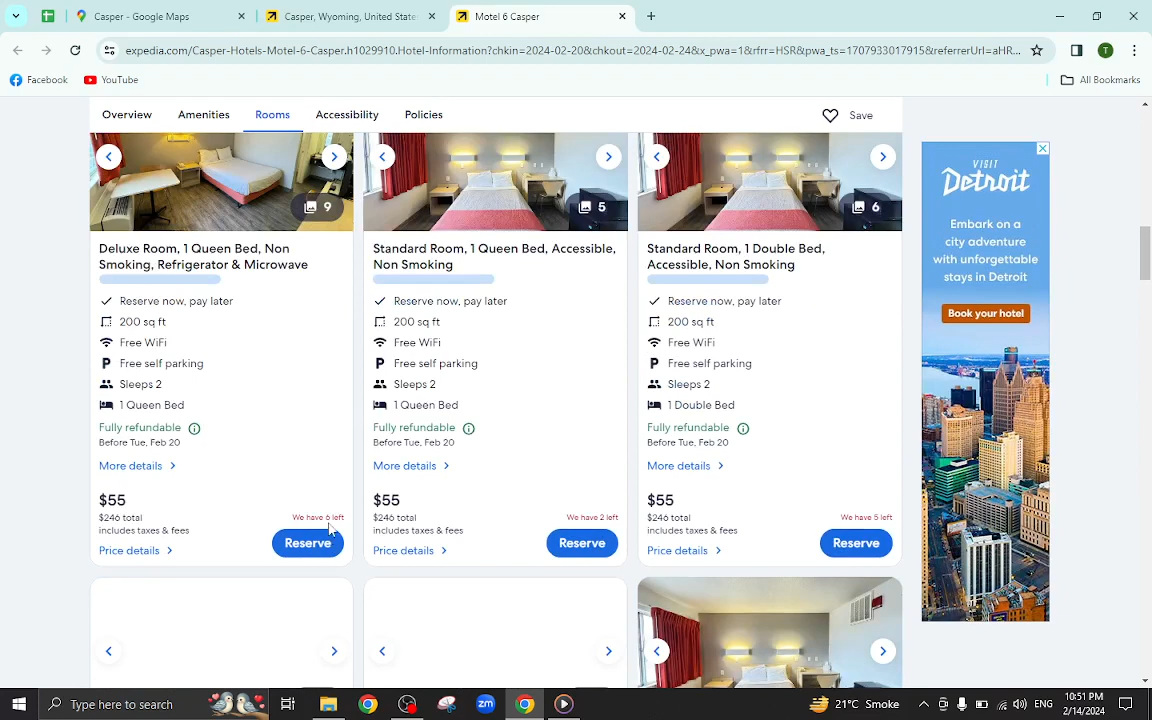 Casper - Google Maps
Casper, Wyoming, United State
Motel 6 Casper
expedia.com/Casper-Hotels-Motel-6-Casper.h1029910.Hotel-Information?chkin=2024-02-20&chkout=2024-02-24&x_pwa=1&rfrr=HSR&pwa_ts=1707933017915&referrerUrl=aHR...
T
Facebook
YouTube
All Bookmarks
Overview
Amenities
Rooms
Accessibility
Policies
Save
9
5
6
Deluxe Room, 1 Queen Bed, Non
Smoking, Refrigerator & Microwave
Reserve now, pay later
200 sq ft
Free WiFi
P Free self parking
Sleeps 2
1 Queen Bed
Fully refundable
Before Tue, Feb 20
More details
$55
$246 total
includes taxes & fees
Price details
We have 6 left
Reserve
Standard Room, 1 Queen Bed, Accessible,
Non Smoking
Reserve now, pay later
200 sq ft
Free WiFi
P Free self parking
Sleeps 2
1 Queen Bed
Fully refundable
Before Tue, Feb 20
More details
$55
$246 total
includes taxes & fees
Price details
We have 2 left
Reserve
Standard Room, 1 Double Bed,
Accessible, Non Smoking
Reserve now, pay later
200 sq ft
Free WiFi
P Free self parking
Sleeps 2
1 Double Bed
Fully refundable
Before Tue, Feb 20
More details
$55
$246 total
includes taxes & fees
Price details
We have 5 left
Reserve
VISIT
Detroit
Embark on a
city adventure
with unforgettable
stays in Detroit
Book your hotel
Type here to search
zm
21°C Smoke
ENG
10:51 PM
2/14/2024